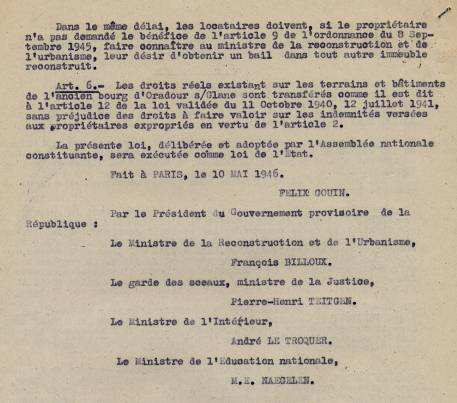 Dans le même délai, les locataires doivent, si le propriétaire
n'a pas demandé le bénéfice de l'article 9 de l'ordonnance du 8 Sep-
tembre 1945, faire connaître au ministre de la reconstruction et de
l'urbanisme, leur désir d'obtenir un bail dans tout autre immeuble
reconstruit.
Art. 6.- Les droits réels existant sur les terrains et bâtiments
de l'ancien bourg d'Oradour s/Glane sont transférés comme il est dit
à l'article 12 de la loi validée du 11 Octobre 1940, 12 juillet 1941,
sans préjudice des droits à faire valoir sur les indemnités versées
aux propriétaires expropriés en vertu de l'article 2.
La présente loi, délibérée et adoptée par l'Assemblée nationale
constituante, sera exécutée comme loi de l'Etat.
Fait à PARIS, le 10 MAI 1946.
FELIX GOUIN.
Par le Président du Gouvernement provisoire de la
République :
Le Ministre de la Reconstruction et de l'Urbanisme,
François BILLOUX.
Le garde des sceaux, ministre de la Justice,
Pierre-Henri TEITGEN.
Le Ministre de l'Intérieur,
André LE TROQUER.
Le Ministre de l'Education nationale,
M.E. NAEGELEN.